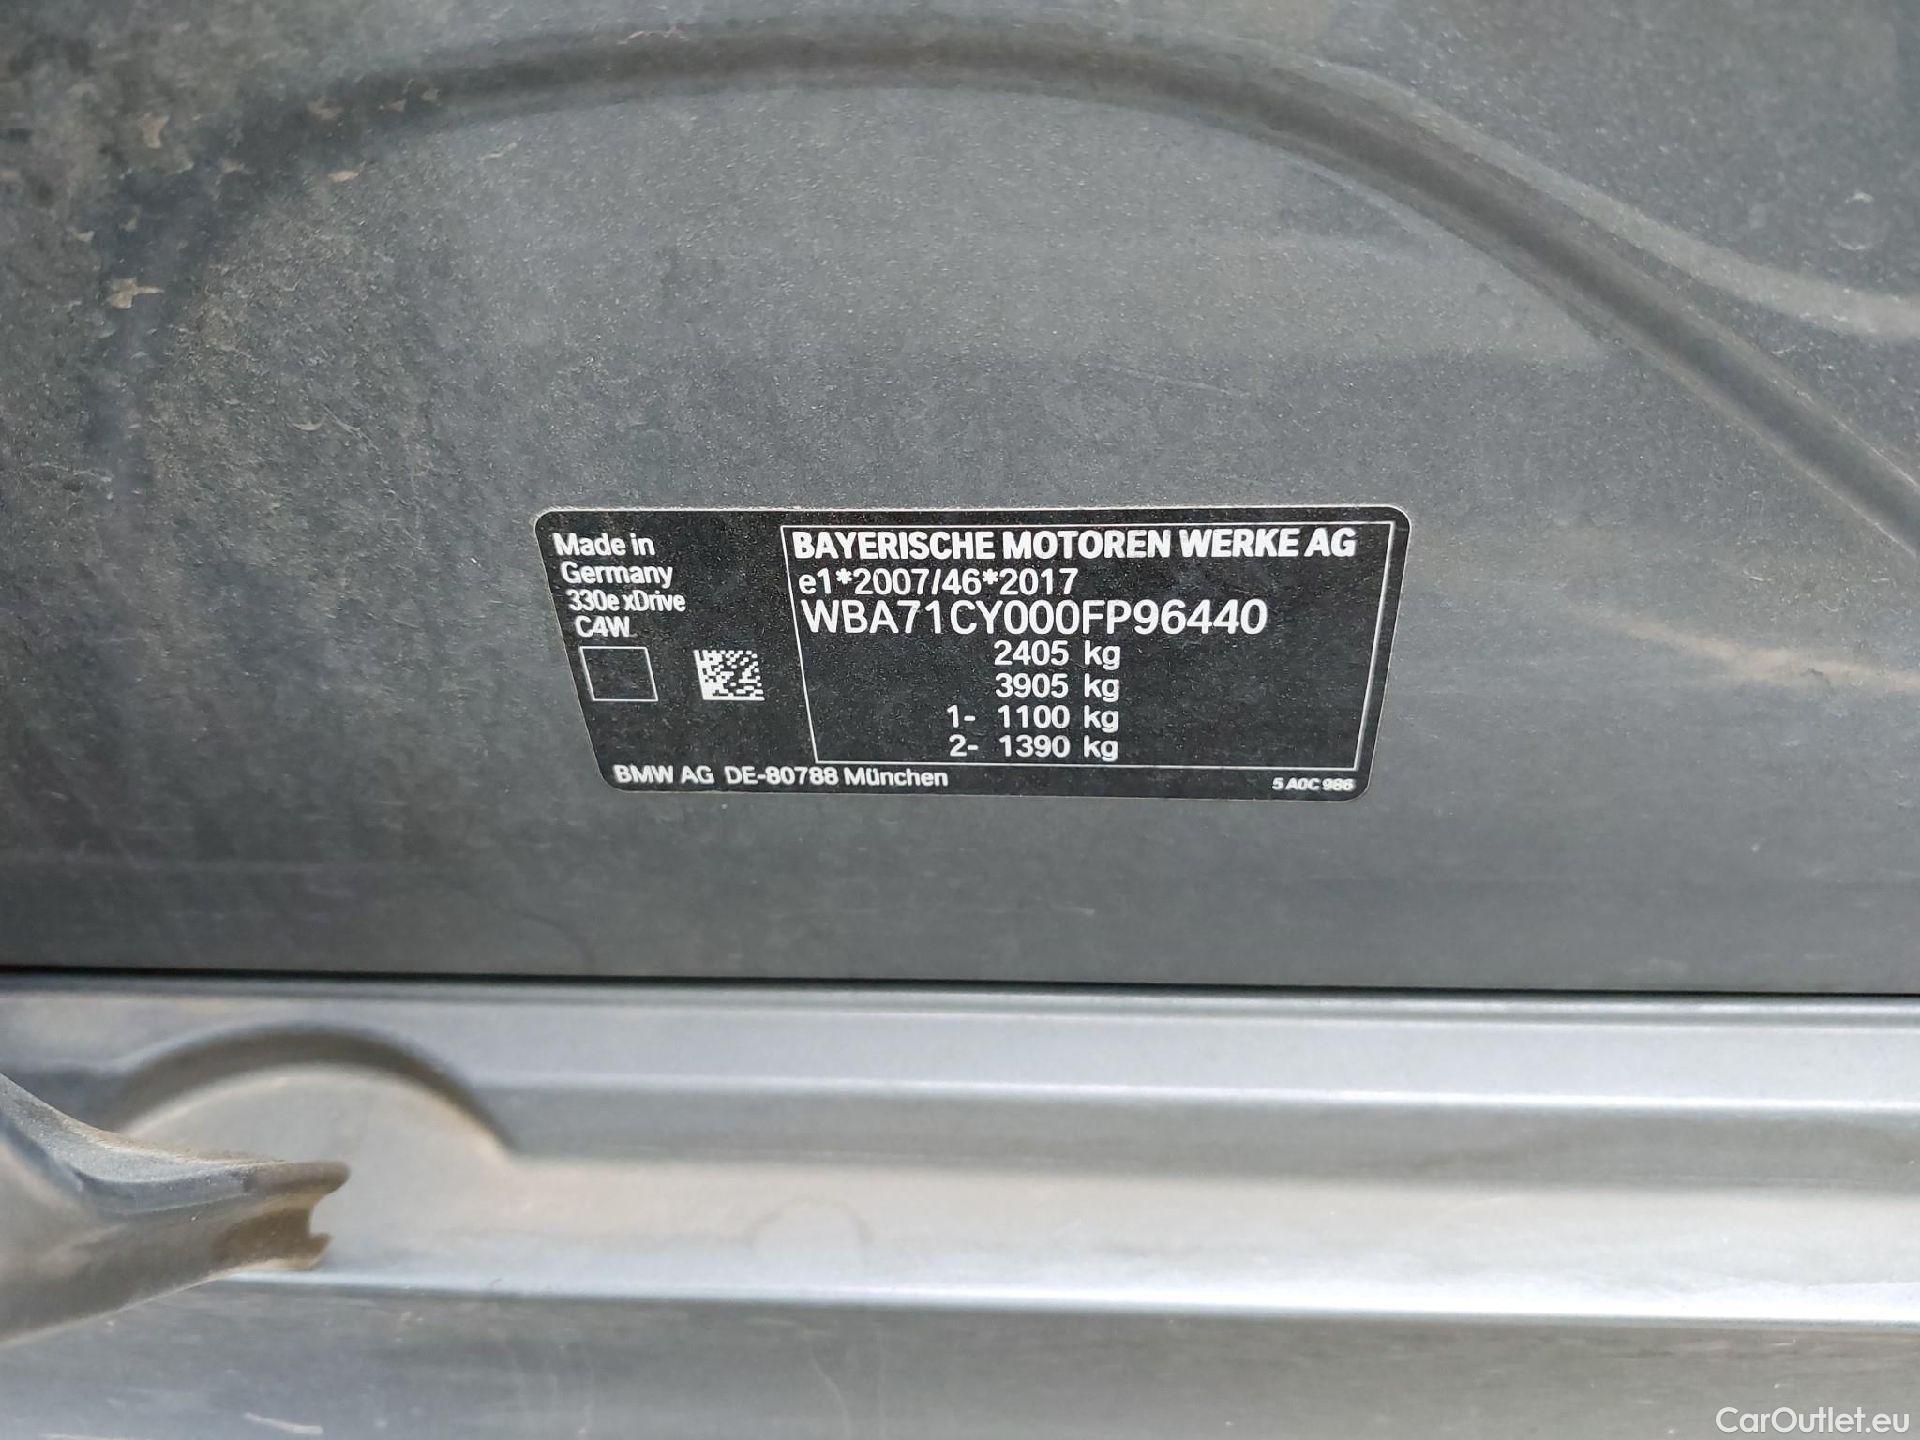 Made in
Germany
330e xDrive
C4W
BAYERISCHE MOTOREN WERKE AG
e1*2007/46*2017
WBA71CY000FP96440
2405 kg
3905 kg
1- 1100 kg
2- 1390 kg
BMW AG DE-80788 München
5 A0C 986
CarOutlet.eu